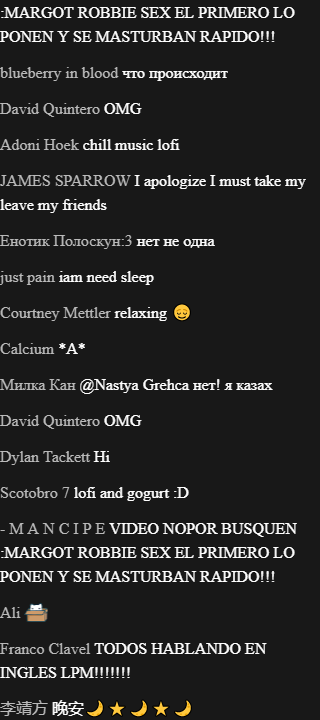 :MARGOT ROBBIE SEX EL PRIMERO LO
PONEN Y SE MASTURBAN RAPIDO!!!
blueberry in blood что происходит
David Quintero OMG
Adoni Hoek chill music lofi
JAMES SPARROW I apologize I must take my
leave my friends
Енотик Полоскун:3 нет не одна
just pain iam need sleep
Courtney Mettler relaxing 😌
Calcium *A*
Милка Кан @Nastya Grehca нет! я казах
David Quintero OMG
Dylan Tackett Hi
Scotobro 7 lofi and gogurt :D
- M A N C I P E VIDEO NOPOR BUSQUEN
:MARGOT ROBBIE SEX EL PRIMERO LO
PONEN Y SE MASTURBAN RAPIDO!!!
Ali
Franco Clavel TODOS HABLANDO EN
INGLES LPM!!!!!!!
李靖方 晚安🌙⭐🌙⭐🌙